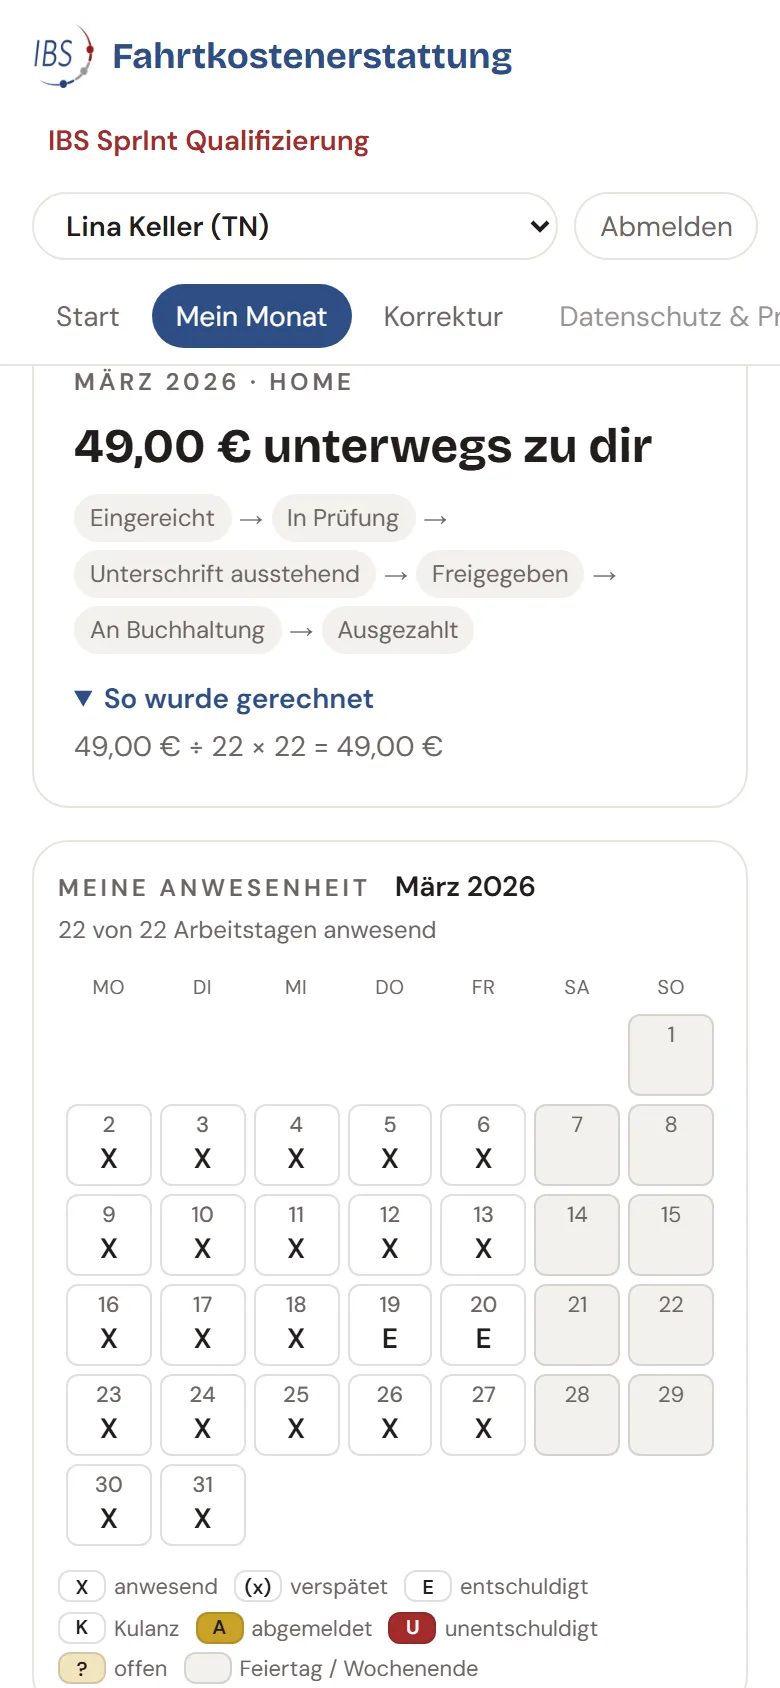 IBS Fahrtkostenerstattung
IBS SprInt Qualifizierung
Lina Keller (TN) Abmelden
Start Mein Monat Korrektur Datenschutz & Pr
MÄRZ 2026 · HOME
49,00 € unterwegs zu dir
Eingereicht → In Prüfung →
Unterschrift ausstehend → Freigegeben →
An Buchhaltung → Ausgezahlt
▼ So wurde gerechnet
49,00 € ÷ 22 × 22 = 49,00 €
MEINE ANWESENHEIT März 2026
22 von 22 Arbeitstagen anwesend
MO DI MI DO FR SA SO
1
2 3 4 5 6 7 8
X X X X X
9 10 11 12 13 14 15
X X X X X
16 17 18 19 20 21 22
X X X E E
23 24 25 26 27 28 29
X X X X X
30 31
X X
X anwesend (x) verspätet E entschuldigt
K Kulanz A abgemeldet U unentschuldigt
? offen Feiertag / Wochenende